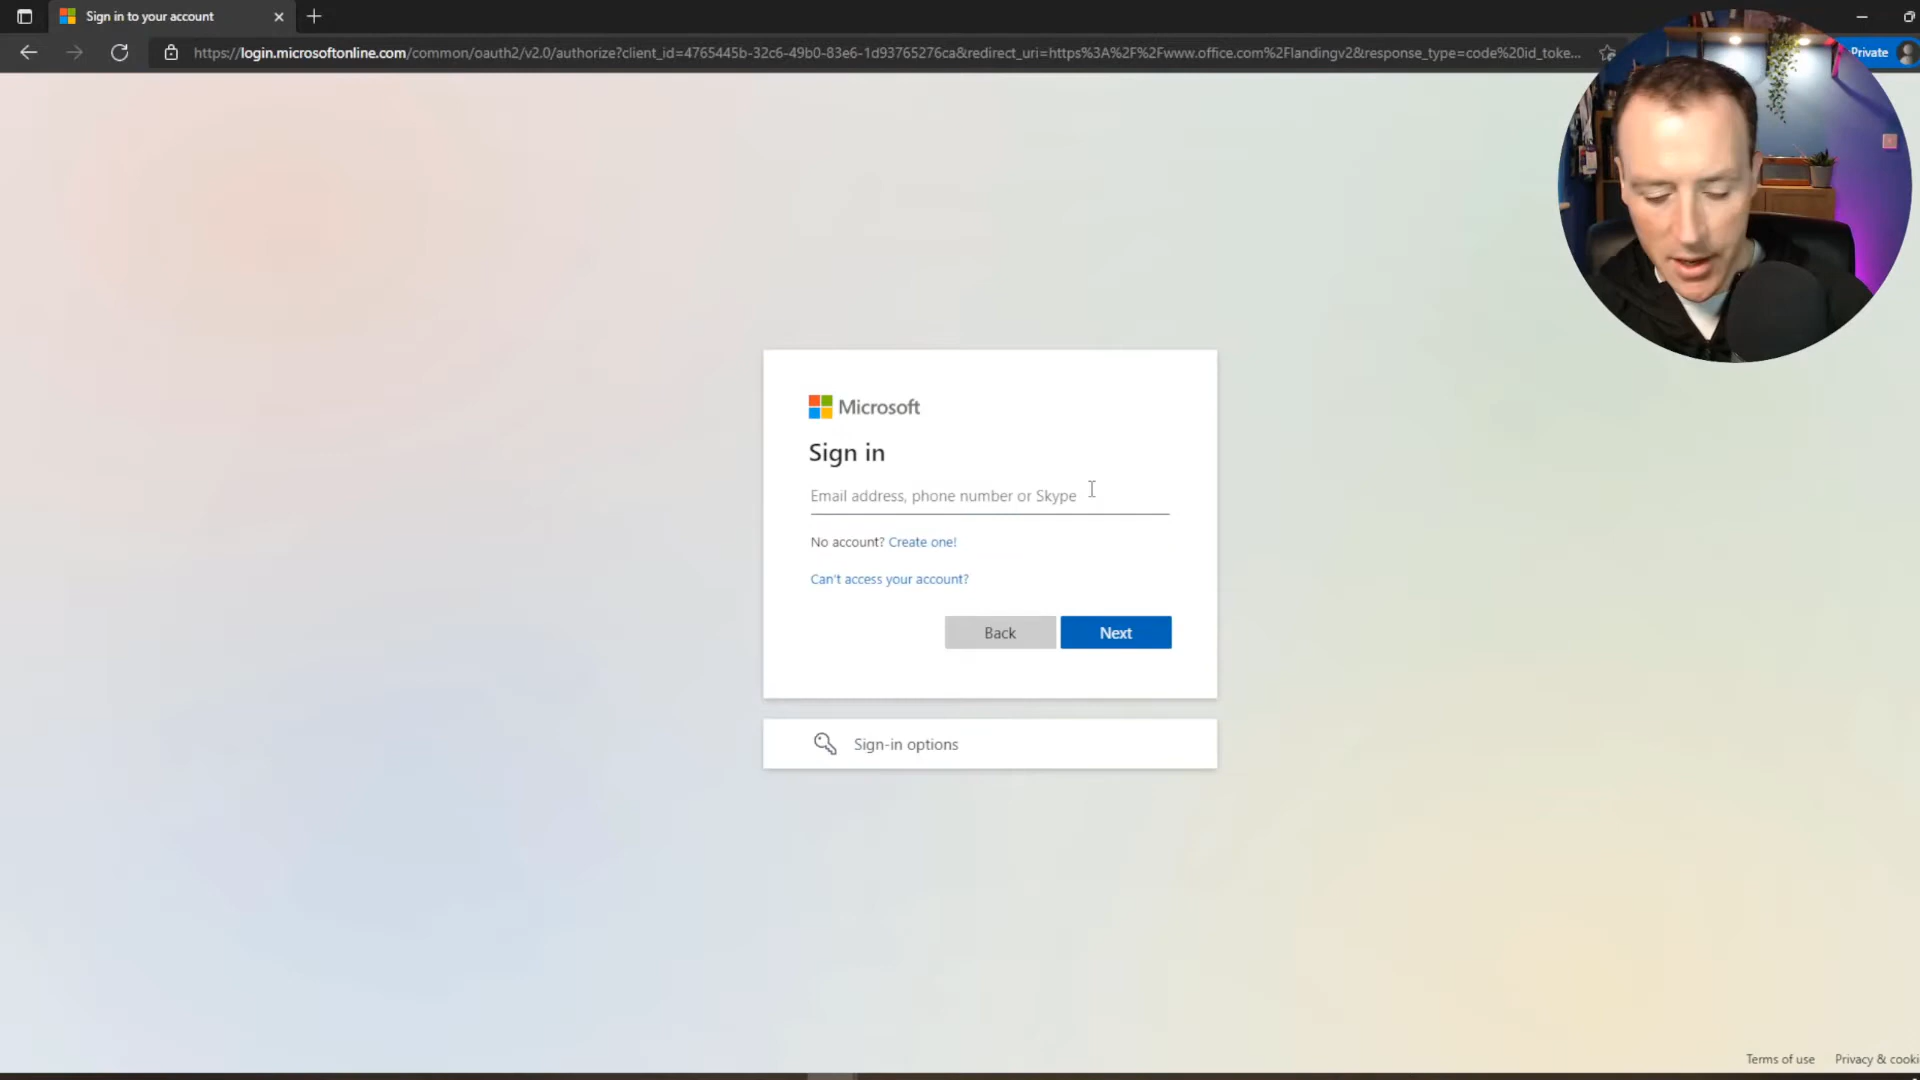 Sign in to your account
https://login.microsoftonline.com/common/oauth2/v2.0/authorize?client_id=4765445b-32c6-49b0-83e6-1d93765276ca&redirect_uri=https%3A%2F%2Fwww.office.com%2Flandingv2&response_type=code%20id_toke...
Private
Microsoft
Sign in
Email address, phone number or Skype
No account? Create one!
Can't access your account?
Back
Next
Sign-in options
Terms of use
Privacy & cooki